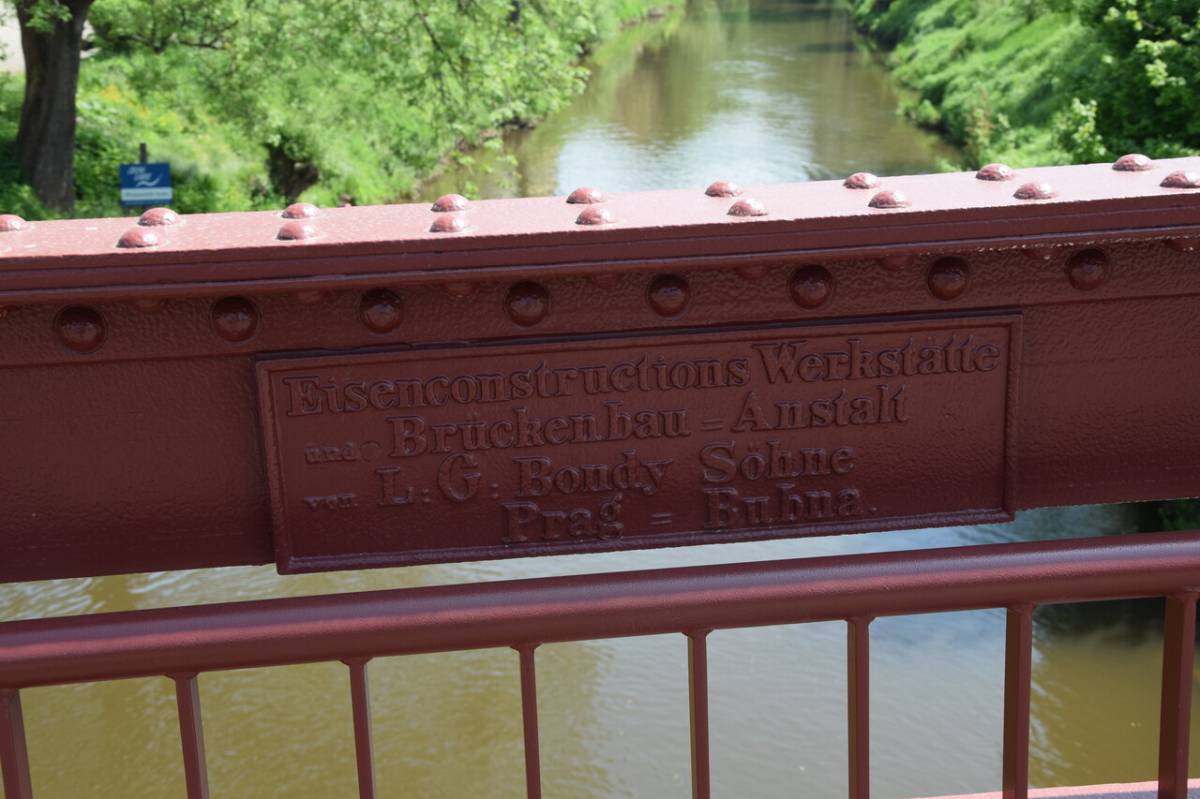 Eisenconstructions Werkstätte
und Brückenbau = Anstalt
von L: G: Bondy Söhne
Prag = Bubna.